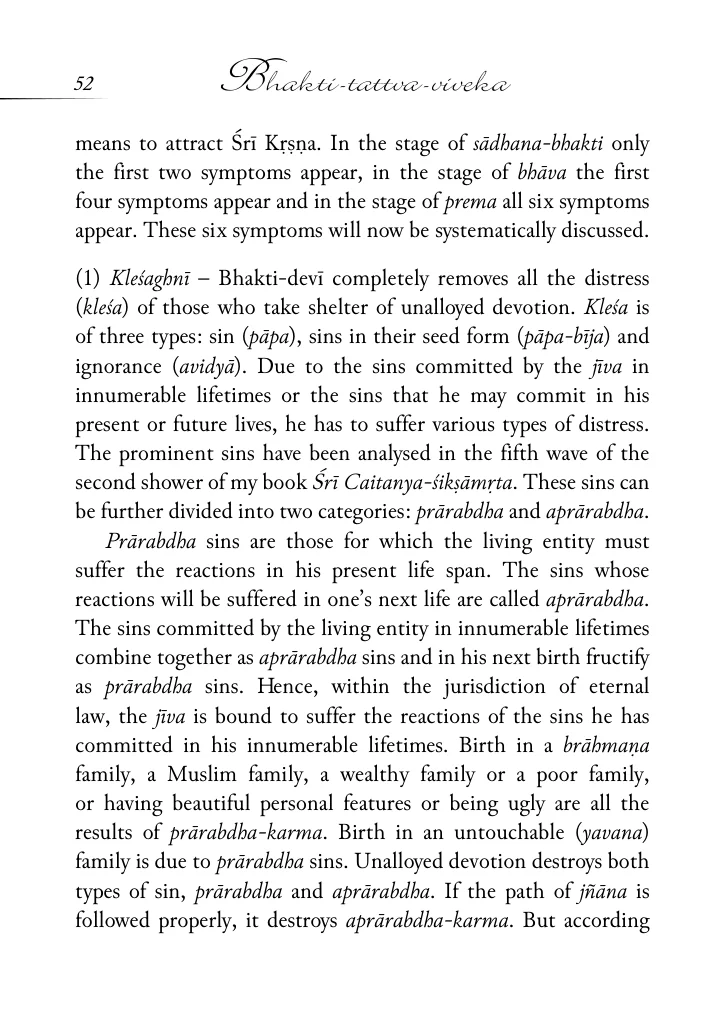 52
Bhakti-tattva-viveka
means to attract Śrī Kṛṣṇa. In the stage of sādhana-bhakti only
the first two symptoms appear, in the stage of bhāva the first
four symptoms appear and in the stage of prema all six symptoms
appear. These six symptoms will now be systematically discussed.
(1) Kleśaghnī – Bhakti-devī completely removes all the distress
(kleśa) of those who take shelter of unalloyed devotion. Kleśa is
of three types: sin (pāpa), sins in their seed form (pāpa-bīja) and
ignorance (avidyā). Due to the sins committed by the jīva in
innumerable lifetimes or the sins that he may commit in his
present or future lives, he has to suffer various types of distress.
The prominent sins have been analysed in the fifth wave of the
second shower of my book Śrī Caitanya-śikṣāmṛta. These sins can
be further divided into two categories: prārabdha and aprārabdha.
Prārabdha sins are those for which the living entity must
suffer the reactions in his present life span. The sins whose
reactions will be suffered in one’s next life are called aprārabdha.
The sins committed by the living entity in innumerable lifetimes
combine together as aprārabdha sins and in his next birth fructify
as prārabdha sins. Hence, within the jurisdiction of eternal
law, the jīva is bound to suffer the reactions of the sins he has
committed in his innumerable lifetimes. Birth in a brāhmaṇa
family, a Muslim family, a wealthy family or a poor family,
or having beautiful personal features or being ugly are all the
results of prārabdha-karma. Birth in an untouchable (yavana)
family is due to prārabdha sins. Unalloyed devotion destroys both
types of sin, prārabdha and aprārabdha. If the path of jñāna is
followed properly, it destroys aprārabdha-karma. But according